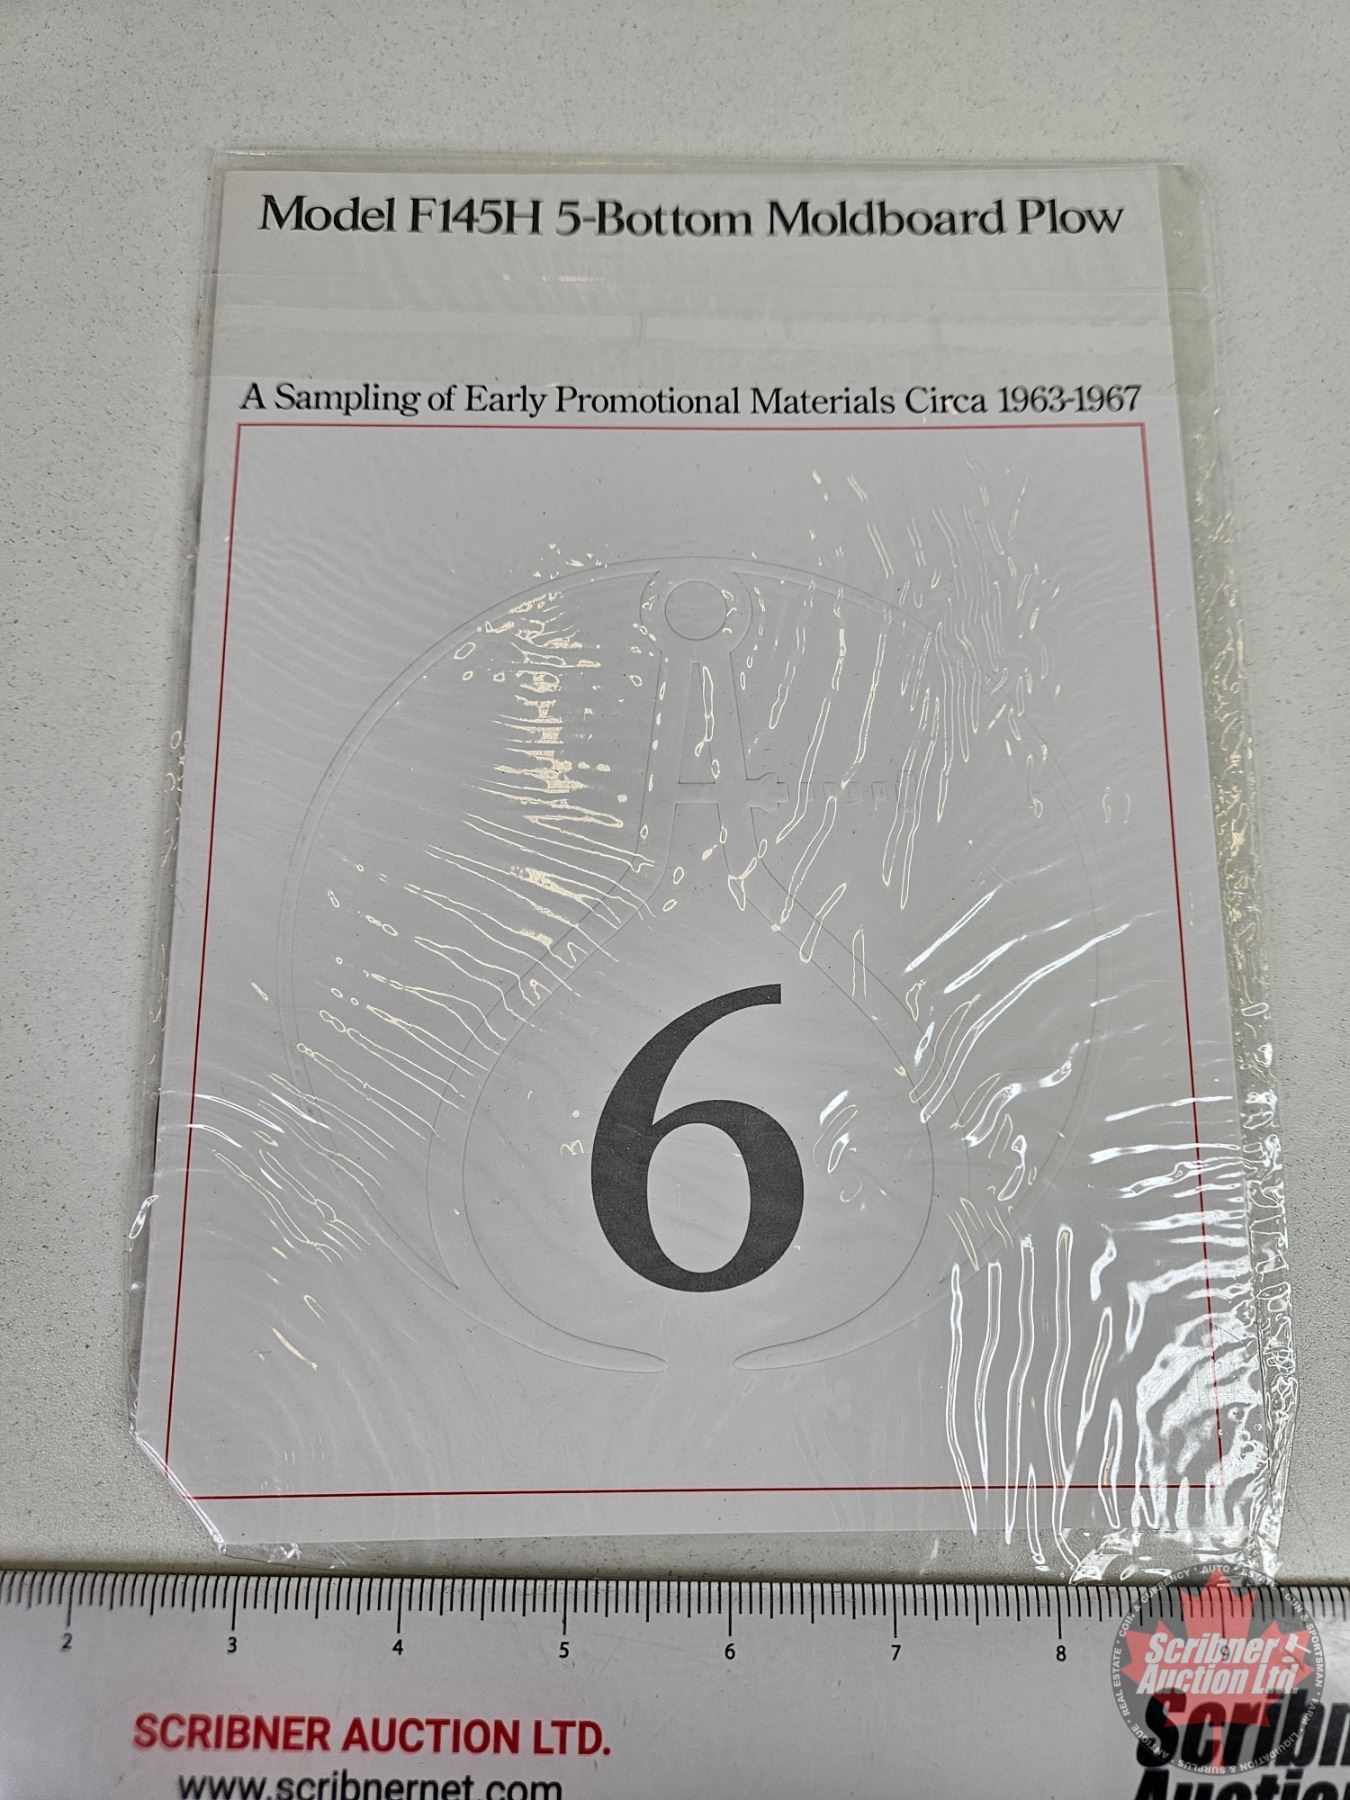 Model F145H 5-Bottom Moldboard Plow
A Sampling of Early Promotional Materials Circa 1963-1967
6
2 3 4 5 6 7 8 9
Scribner
Auction Ltd.
SCRIBNER AUCTION LTD.
www.scribnernet.com